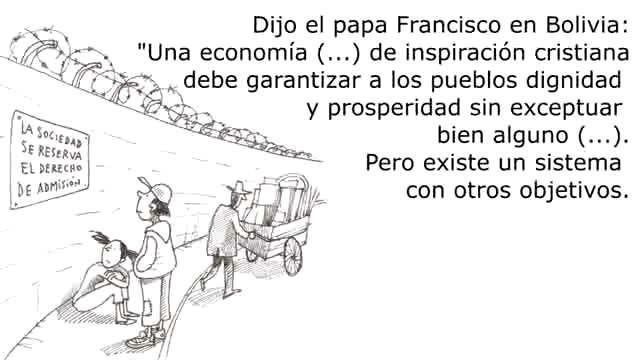 Dijo el papa Francisco en Bolivia:
"Una economía (...) de inspiración cristiana
debe garantizar a los pueblos dignidad
y prosperidad sin exceptuar
bien alguno (...).
Pero existe un sistema
con otros objetivos.
LA SOCIEDAD
SE RESERVA
EL DERECHO
DE ADMISIÓN